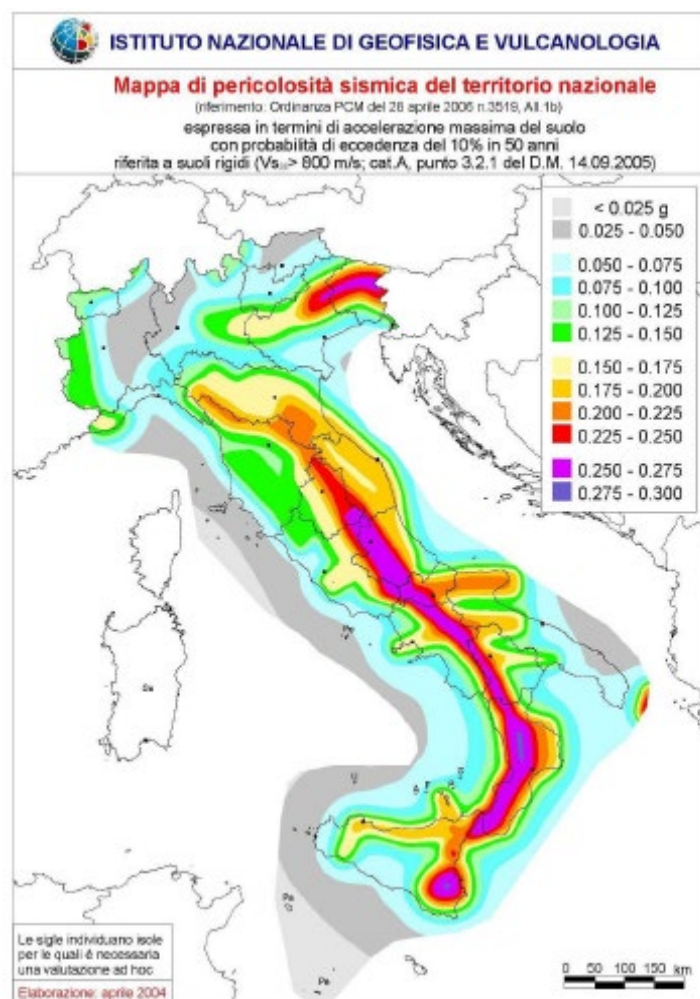 ISTITUTO NAZIONALE DI GEOFISICA E VULCANOLOGIA
Mappa di pericolosità sismica del territorio nazionale
(riferimento: Ordinanza PCM del 28 aprile 2006 n.3519, All.1b)
espressa in termini di accelerazione massima del suolo
con probabilità di eccedenza del 10% in 50 anni
riferita a suoli rigidi (Vs₃₀> 800 m/s; cat.A, punto 3.2.1 del D.M. 14.09.2005)
< 0.025 g
0.025 - 0.050
0.050 - 0.075
0.075 - 0.100
0.100 - 0.125
0.125 - 0.150
0.150 - 0.175
0.175 - 0.200
0.200 - 0.225
0.225 - 0.250
0.250 - 0.275
0.275 - 0.300
U
Pa
Pe
Le sigle individuano isole
per le quali è necessaria
una valutazione ad hoc
Elaborazione: aprile 2004
0 50 100 150 km